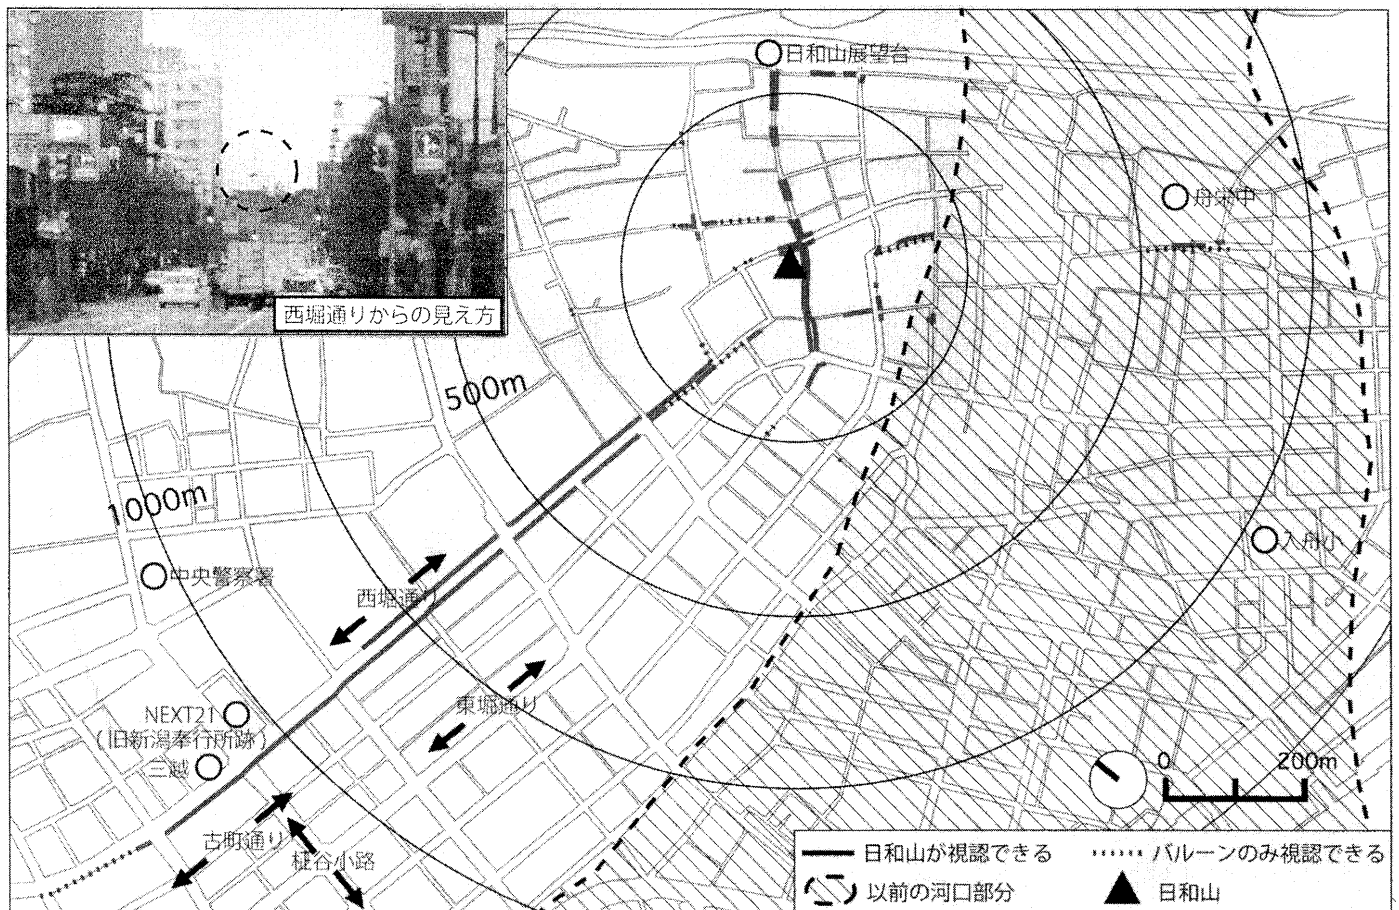 日和山展望台
舟栄中
西堀通りからの見え方
500m
1000m
入舟小
中央警察署
西堀通り
東堀通り
NEXT21
(旧新潟奉行所跡)
三越
0 200m
古町通り
柾谷小路
日和山が視認できる
バルーンのみ視認できる
以前の河口部分
日和山